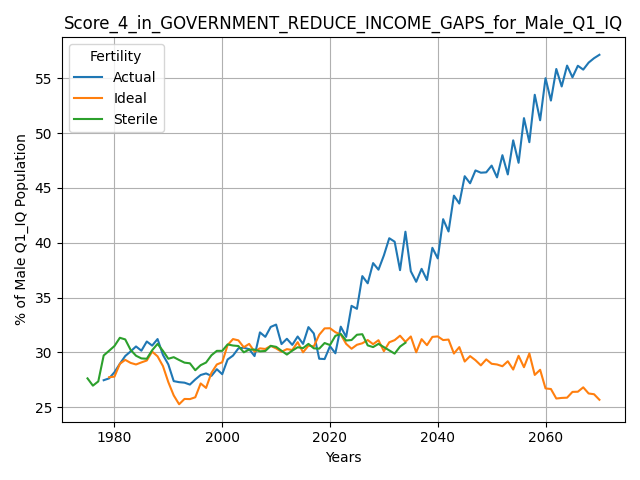 Score_4_in_GOVERNMENT_REDUCE_INCOME_GAPS_for_Male_Q1_IQ
Fertility
Actual
Ideal
Sterile
% of Male Q1_IQ Population
55
50
45
40
35
30
25
1980
2000
2020
2040
2060
Years